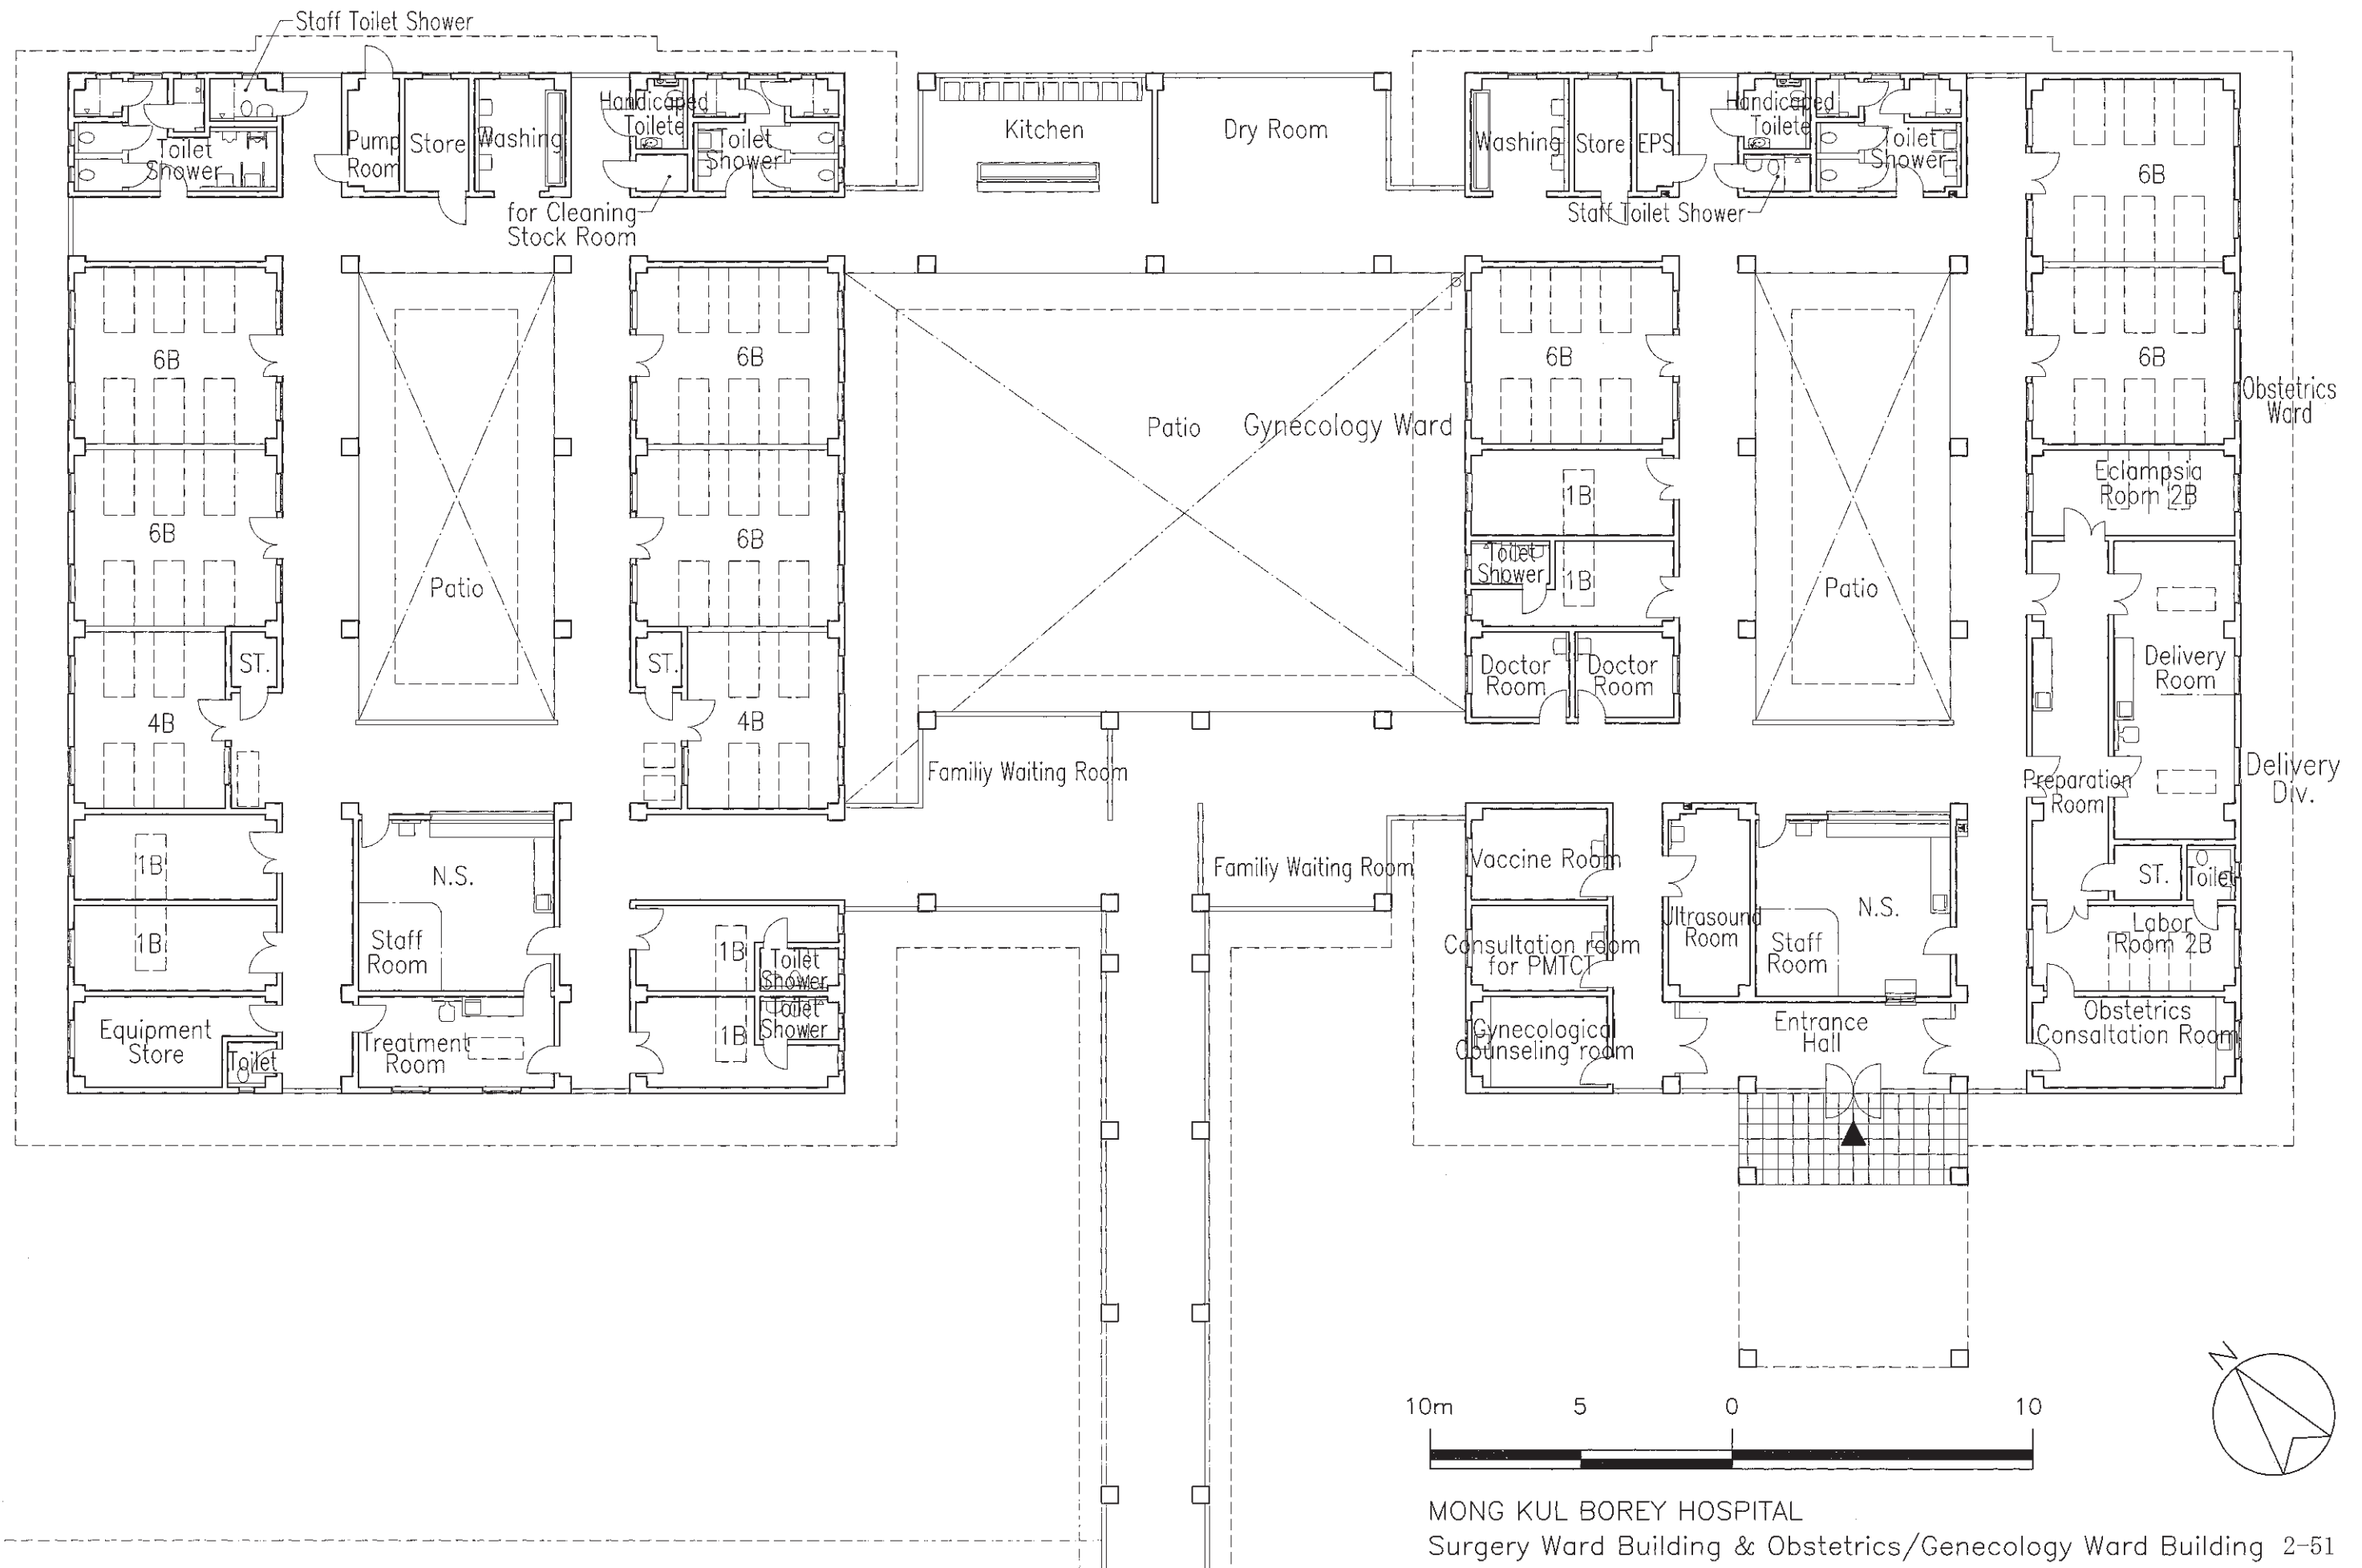 Staff Toilet Shower
Toilet
Shower
Pump
Room
Store
Washing
Handicaped
Toilete
Toilet
Shower
for Cleaning
Stock Room
Kitchen
Dry Room
Washing
Store
EPS
Handicaped
Toilete
Toilet
Shower
Staff Toilet Shower
6B
6B
6B
6B
6B
6B
Obstetrics
Ward
Patio
Gynecology Ward
Eclampsia
Room 2B
1B
6B
6B
Toilet
Shower
1B
Patio
Patio
ST.
ST.
Doctor
Room
Doctor
Room
Delivery
Room
4B
4B
Familiy Waiting Room
Preparation
Room
Delivery
Div.
1B
N.S.
Familiy Waiting Room
Vaccine Room
ST.
Toilet
1B
Staff
Room
1B
Toilet
Shower
Consultation room
for PMTCT
Ultrasound
Room
N.S.
Staff
Room
Labor
Room 2B
Equipment
Store
Toilet
Treatment
Room
1B
Toilet
Shower
Gynecological
Counseling room
Entrance
Hall
Obstetrics
Consaltation Room
N
10m 5 0 10
MONG KUL BOREY HOSPITAL
Surgery Ward Building & Obstetrics/Genecology Ward Building 2-51